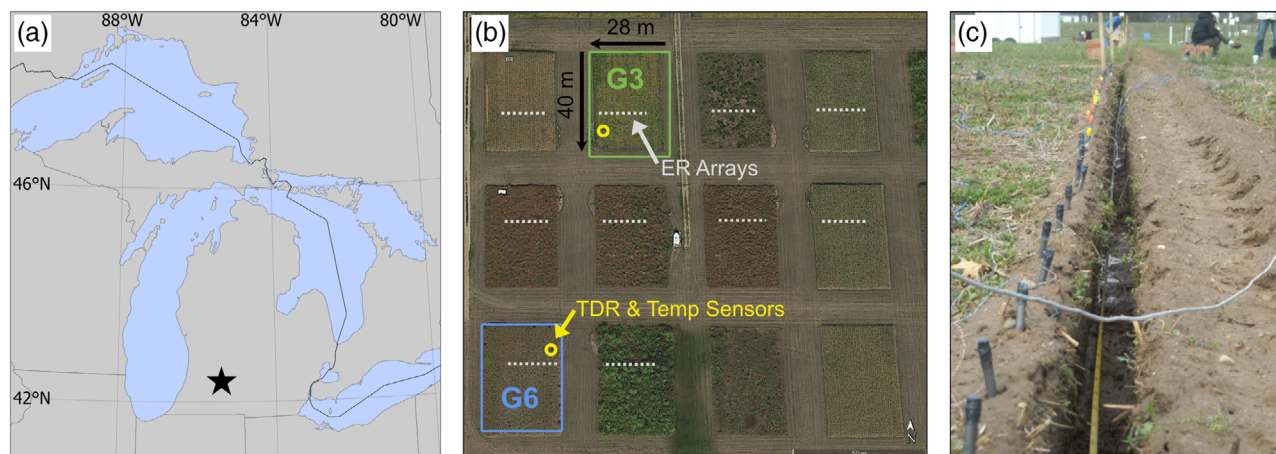 (a)
88°W
84°W
80°W
46°N
42°N
(b)
28 m
40 m
G3
ER Arrays
TDR & Temp Sensors
G6
N
(c)